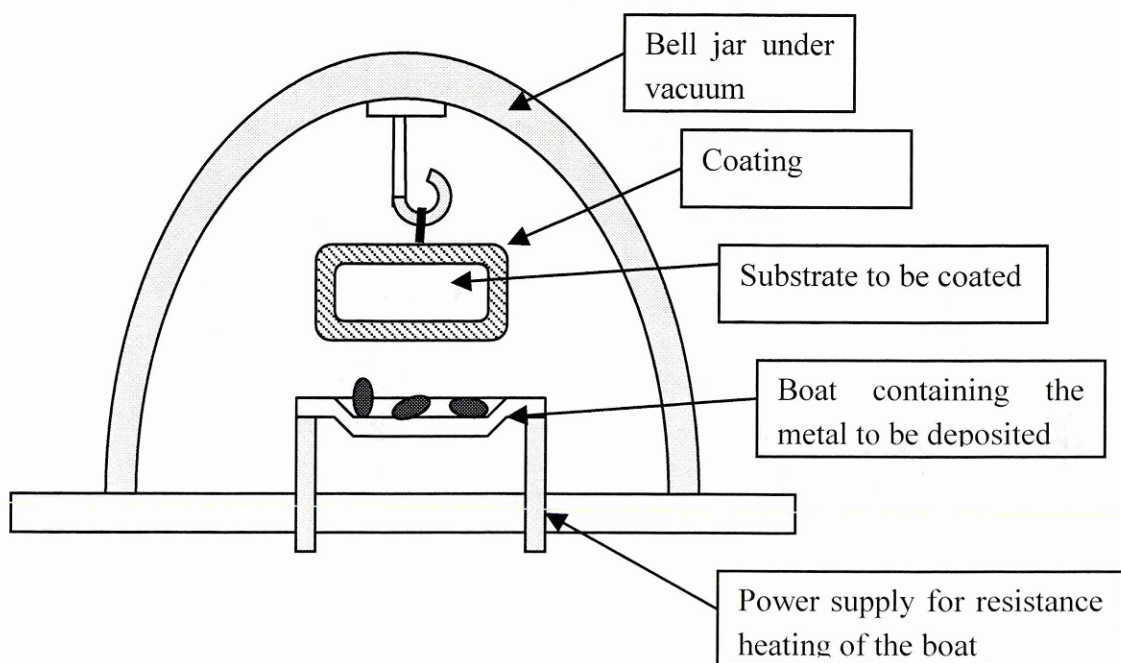 Bell jar under
vacuum
Coating
Substrate to be coated
Boat containing the
metal to be deposited
Power supply for resistance
heating of the boat